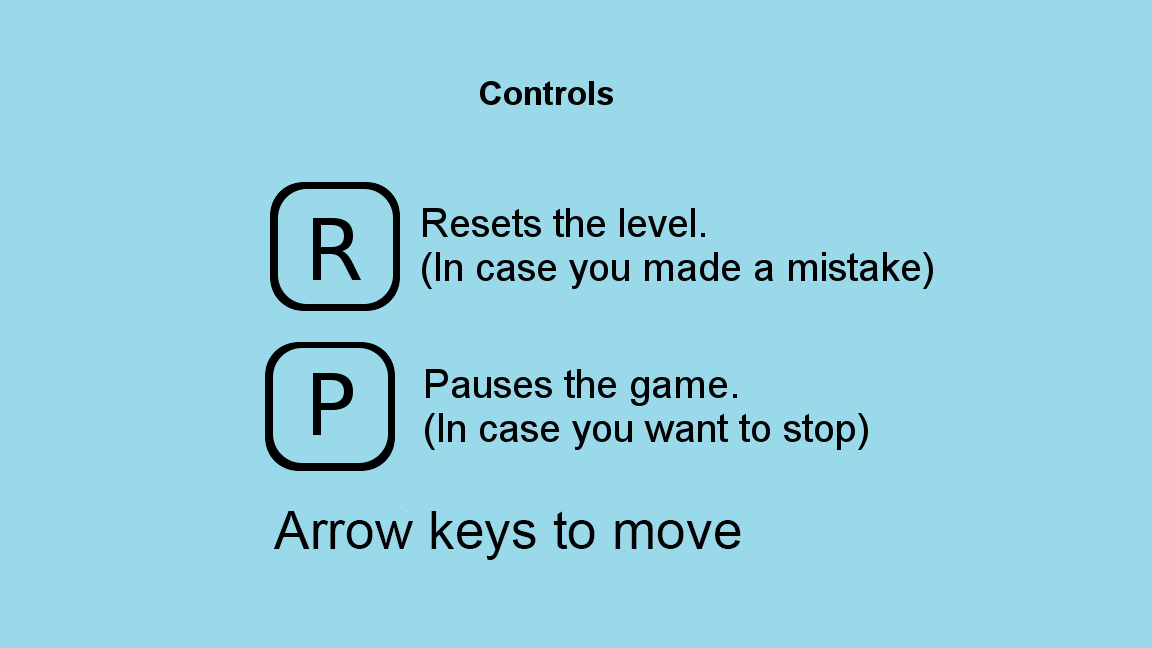 Controls
R
Resets the level.
(In case you made a mistake)
P
Pauses the game.
(In case you want to stop)
Arrow keys to move